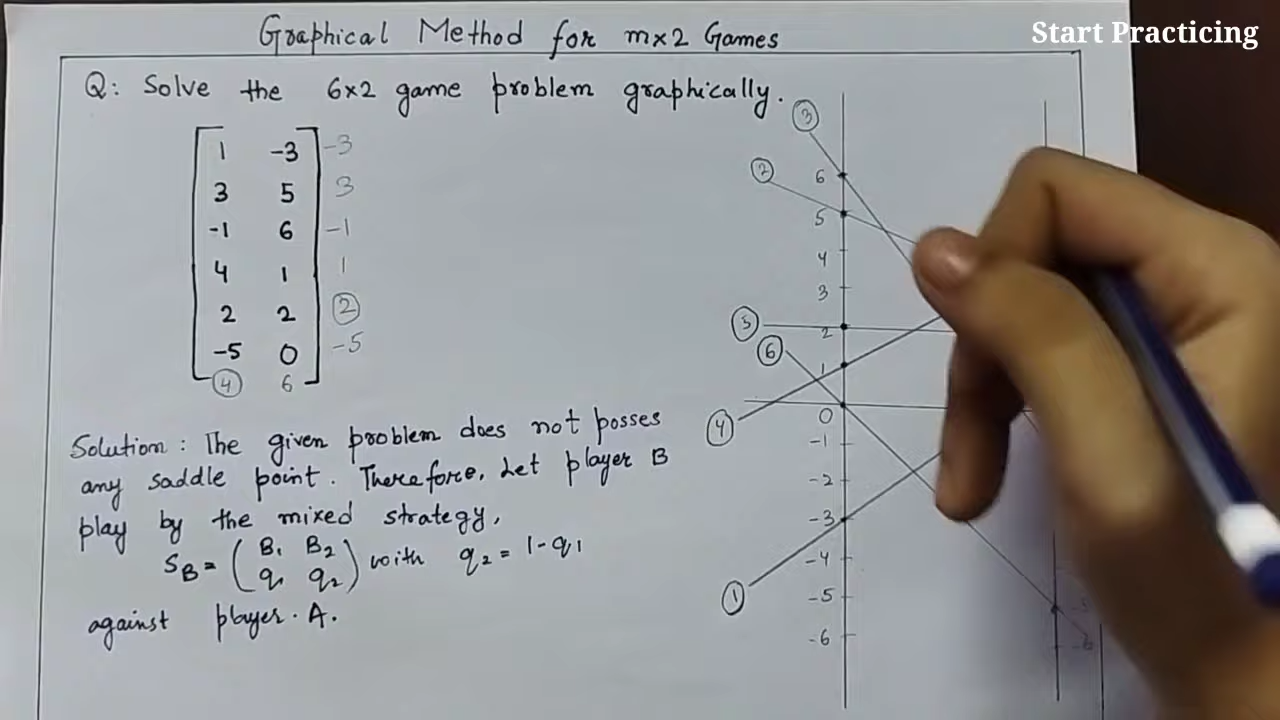 Graphical Method for m×2 Games
Start Practicing
Q: Solve the 6×2 game problem graphically.
1 -3 -3
3 5 3
-1 6 -1
4 1 1
2 2 2
-5 0 -5
4 6
Solution: The given problem does not posses
any saddle point. Therefore, Let player B
play by the mixed strategy,
S_B = ( B1 B2
q1 q2 ) with q2 = 1-q1
against player. A.
3
2
6
5
4
3
5
2
6
1
0
4
-1
-2
-3
-4
1
-5
-6
-5
-6